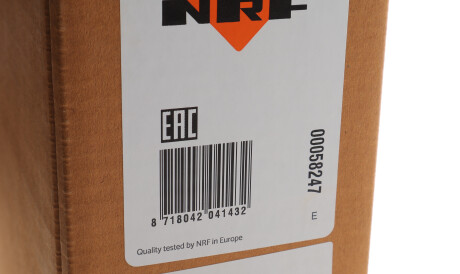 NRF
EAC
00058247
8 718042 041432
E
Quality tested by NRF in Europe